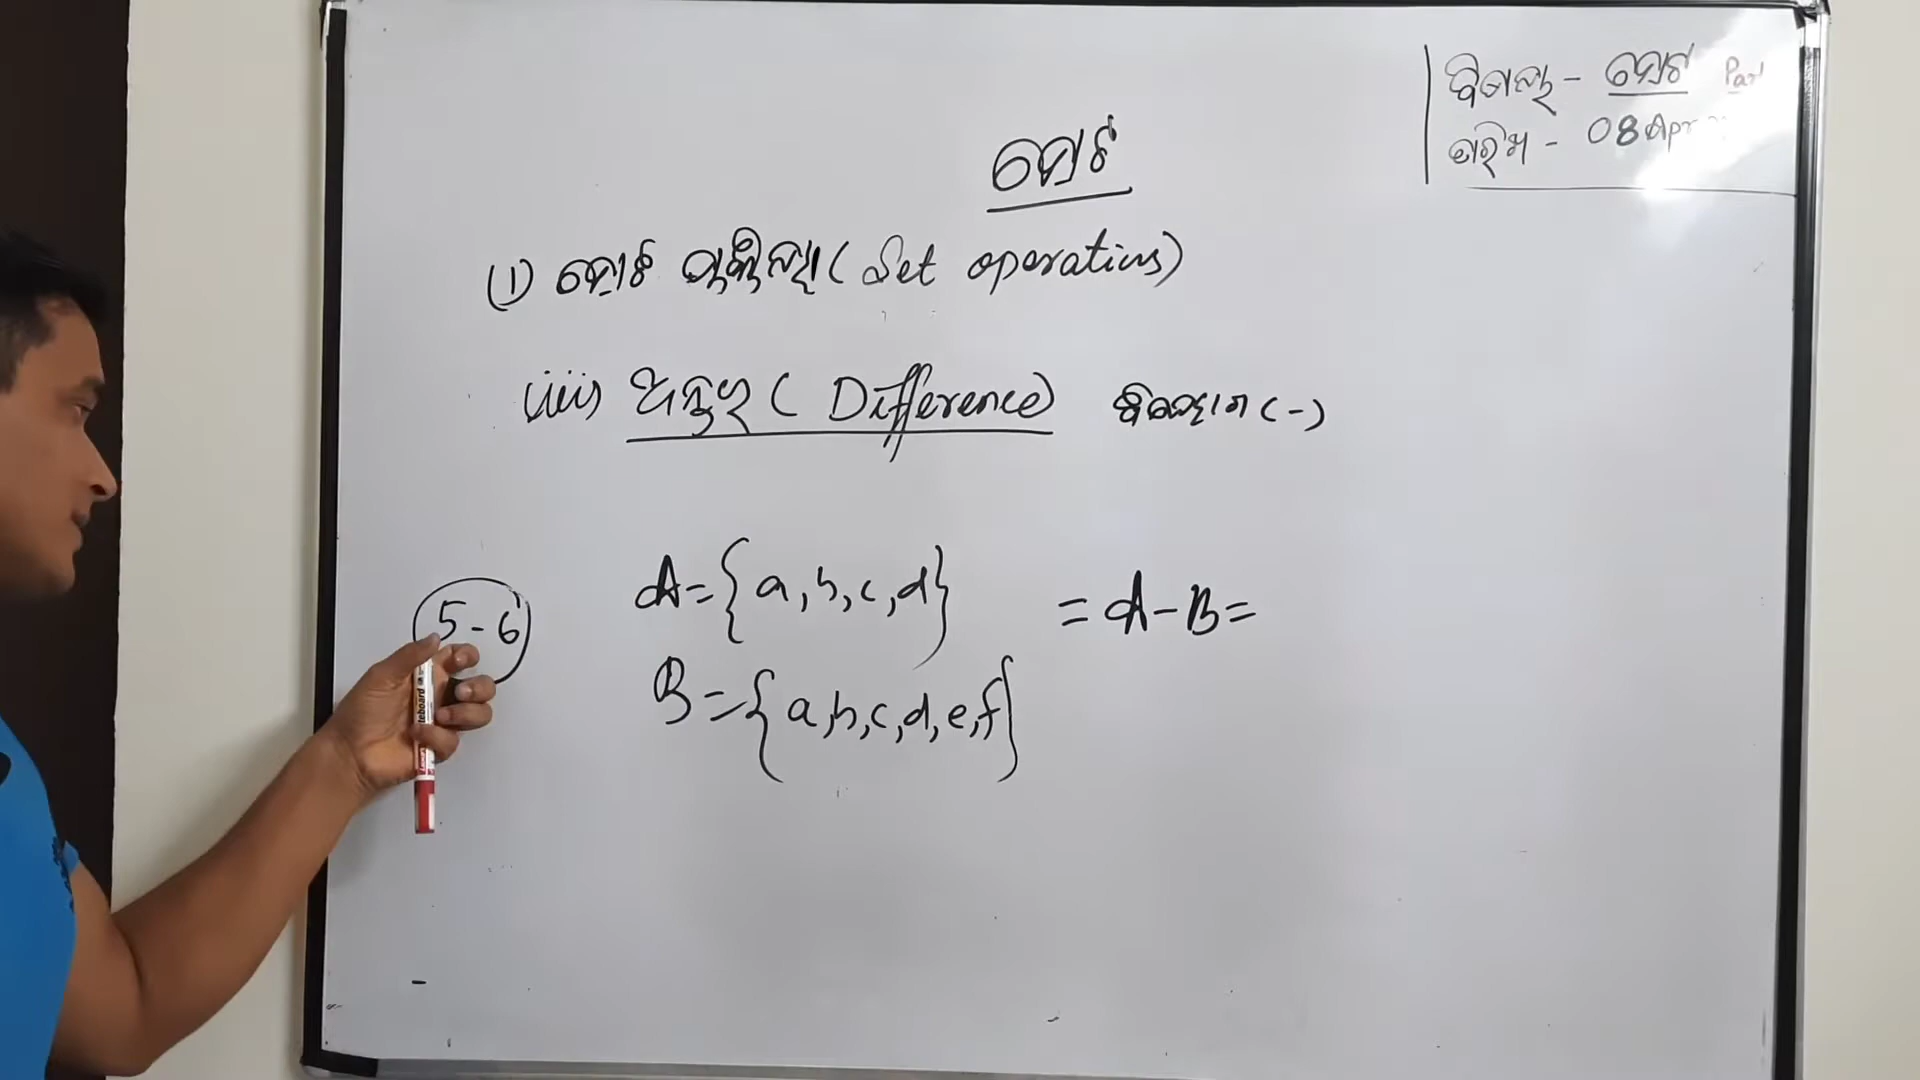 ବିଷୟ - ସେଟ୍ Part
ତାରିଖ - 08 Apr
ସେଟ୍
(1) ସେଟ୍ ପ୍ରକ୍ରିୟା (Set operations)
(iii) ଅନ୍ତର (Difference) ବିୟୋଗ (-)
A = {a, b, c, d} = A - B =
5 - 6
B = {a, b, c, d, e, f}